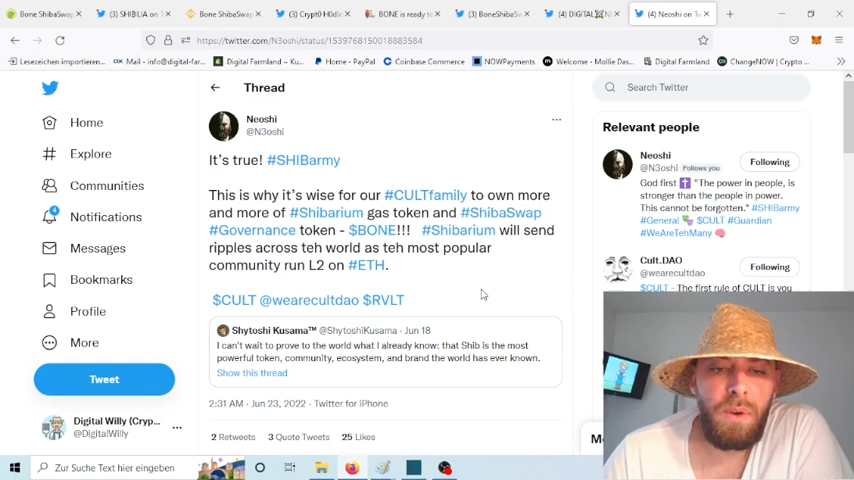 Bone ShibaSwap
(3) SHIBILIA on T
Bone ShibaSwap
(3) Crypt0 H0dle
BONE is ready to
(3) BoneShibaSw
(4) DIGITAL
(4) Neoshi on Tw
https://twitter.com/N3oshi/status/1539768150018883584
Lesezeichen importieren...
Mail - info@digital-far...
Digital Farmland ~ Ku...
Home - PayPal
Coinbase Commerce
NOWPayments
Welcome - Mollie Das...
Digital Farmland
ChangeNOW | Crypto ...
Thread
Search Twitter
Home
Explore
Communities
4
Notifications
Messages
Bookmarks
Profile
More
Tweet
Digital Willy (Cryp...
@DigitalWilly
Neoshi
@N3oshi
It's true! #SHIBarmy
This is why it's wise for our #CULTfamily to own more
and more of #Shibarium gas token and #ShibaSwap
#Governance token - $BONE!!! #Shibarium will send
ripples across teh world as teh most popular
community run L2 on #ETH.
$CULT @wearecultdao $RVLT
Shytoshi Kusama™ @ShytoshiKusama · Jun 18
I can't wait to prove to the world what I already know: that Shib is the most
powerful token, community, ecosystem, and brand the world has ever known.
Show this thread
2:31 AM · Jun 23, 2022 · Twitter for iPhone
2 Retweets 3 Quote Tweets 25 Likes
Relevant people
Neoshi
@N3oshi Follows you
Following
God first "The power in people, is
stronger than the people in power.
This cannot be forgotten." #SHIBarmy
#General $CULT #Guardian
#WeAreTehMany
Cult.DAO
@wearecultdao
Following
$CULT - The first rule of CULT is you
Zur Suche Text hier eingeben